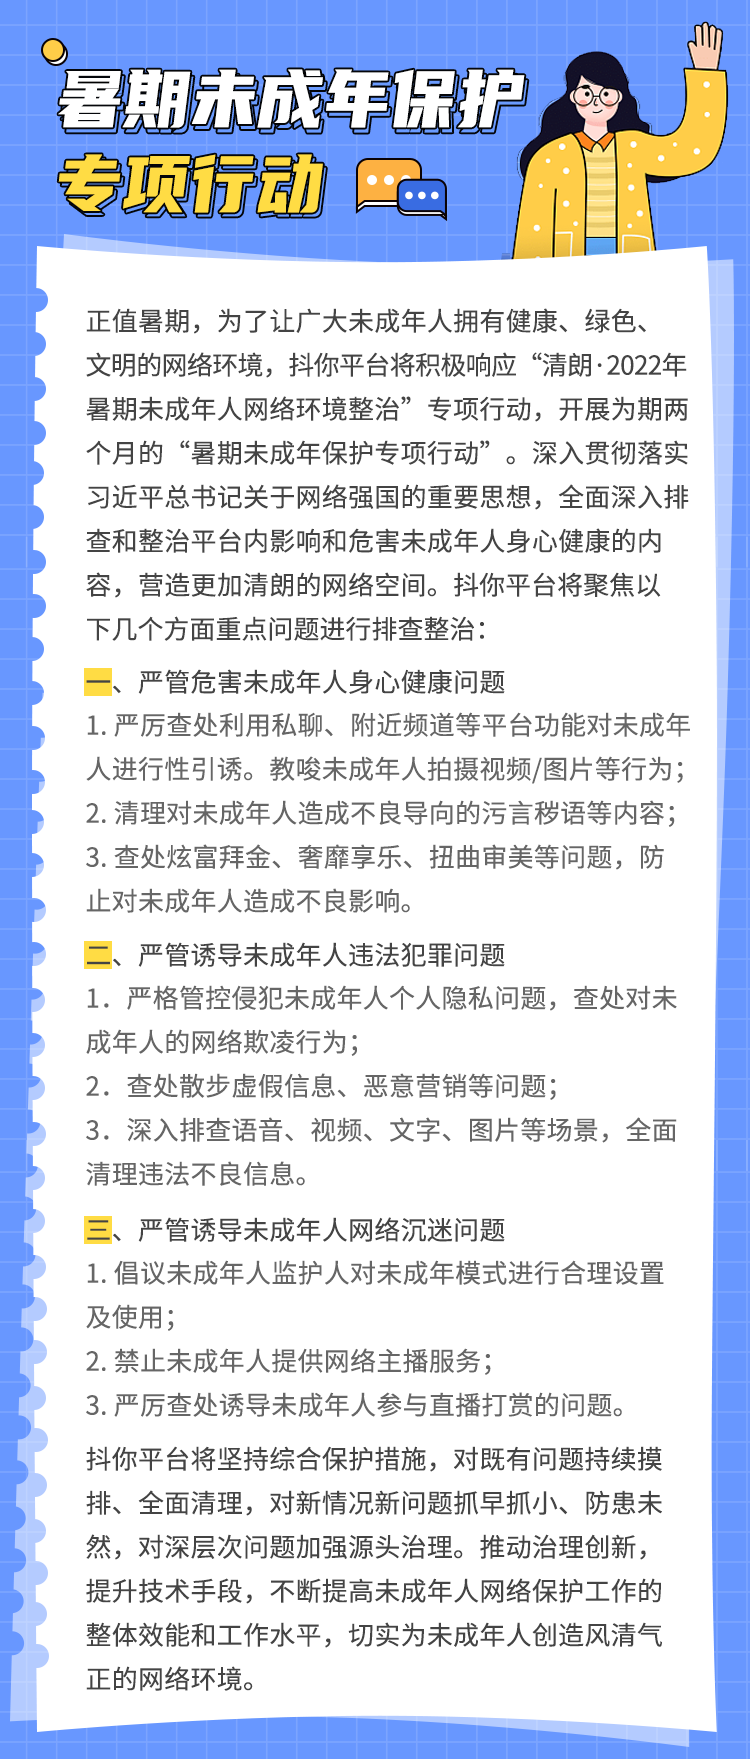 暑期未成年保护
专项行动
正值暑期，为了让广大未成年人拥有健康、绿色、
文明的网络环境，抖你平台将积极响应“清朗·2022年
暑期未成年人网络环境整治”专项行动，开展为期两
个月的“暑期未成年保护专项行动”。深入贯彻落实
习近平总书记关于网络强国的重要思想，全面深入排
查和整治平台内影响和危害未成年人身心健康的内
容，营造更加清朗的网络空间。抖你平台将聚焦以
下几个方面重点问题进行排查整治：
一、严管危害未成年人身心健康问题
1. 严厉查处利用私聊、附近频道等平台功能对未成年
人进行性引诱。教唆未成年人拍摄视频/图片等行为；
2. 清理对未成年人造成不良导向的污言秽语等内容；
3. 查处炫富拜金、奢靡享乐、扭曲审美等问题，防
止对未成年人造成不良影响。
二、严管诱导未成年人违法犯罪问题
1．严格管控侵犯未成年人个人隐私问题，查处对未
成年人的网络欺凌行为；
2．查处散步虚假信息、恶意营销等问题；
3．深入排查语音、视频、文字、图片等场景，全面
清理违法不良信息。
三、严管诱导未成年人网络沉迷问题
1. 倡议未成年人监护人对未成年模式进行合理设置
及使用；
2. 禁止未成年人提供网络主播服务；
3. 严厉查处诱导未成年人参与直播打赏的问题。
抖你平台将坚持综合保护措施，对既有问题持续摸
排、全面清理，对新情况新问题抓早抓小、防患未
然，对深层次问题加强源头治理。推动治理创新，
提升技术手段，不断提高未成年人网络保护工作的
整体效能和工作水平，切实为未成年人创造风清气
正的网络环境。